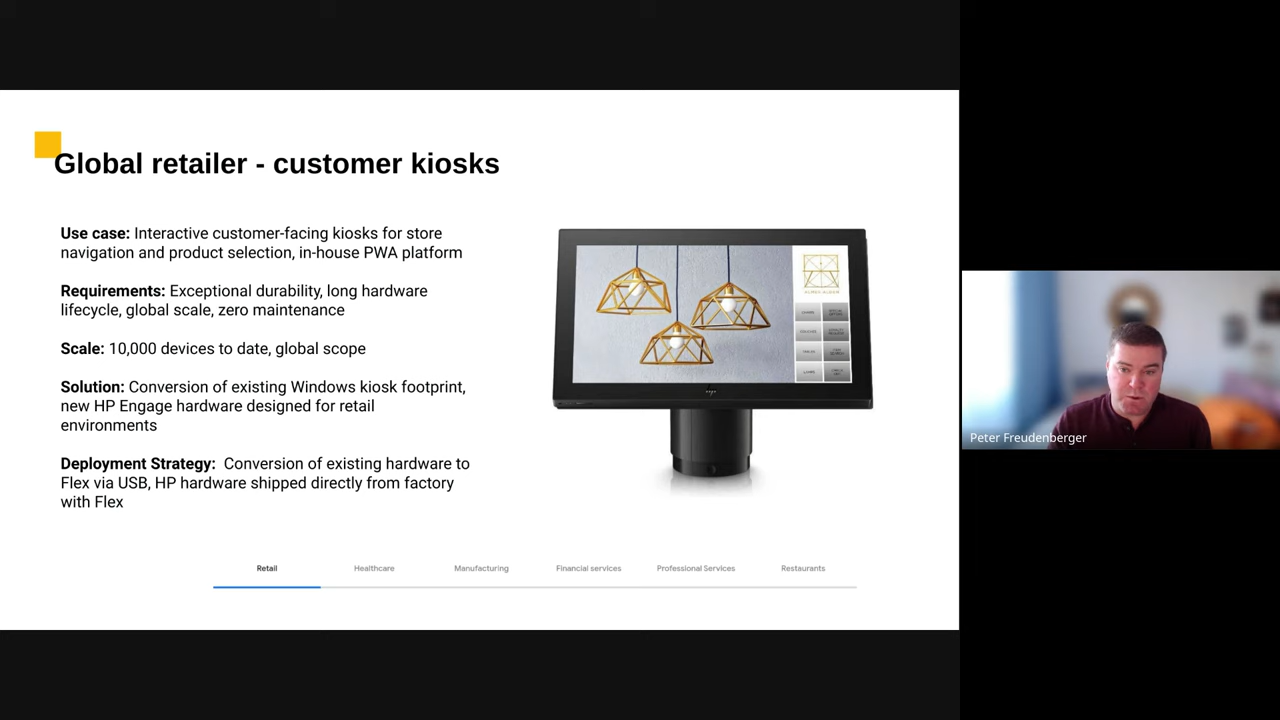 Global retailer - customer kiosks
Use case: Interactive customer-facing kiosks for store
navigation and product selection, in-house PWA platform
Requirements: Exceptional durability, long hardware
lifecycle, global scale, zero maintenance
Scale: 10,000 devices to date, global scope
Solution: Conversion of existing Windows kiosk footprint,
new HP Engage hardware designed for retail
environments
Deployment Strategy:  Conversion of existing hardware to
Flex via USB, HP hardware shipped directly from factory
with Flex
hp
Retail Healthcare Manufacturing Financial services Professional Services Restaurants
Peter Freudenberger